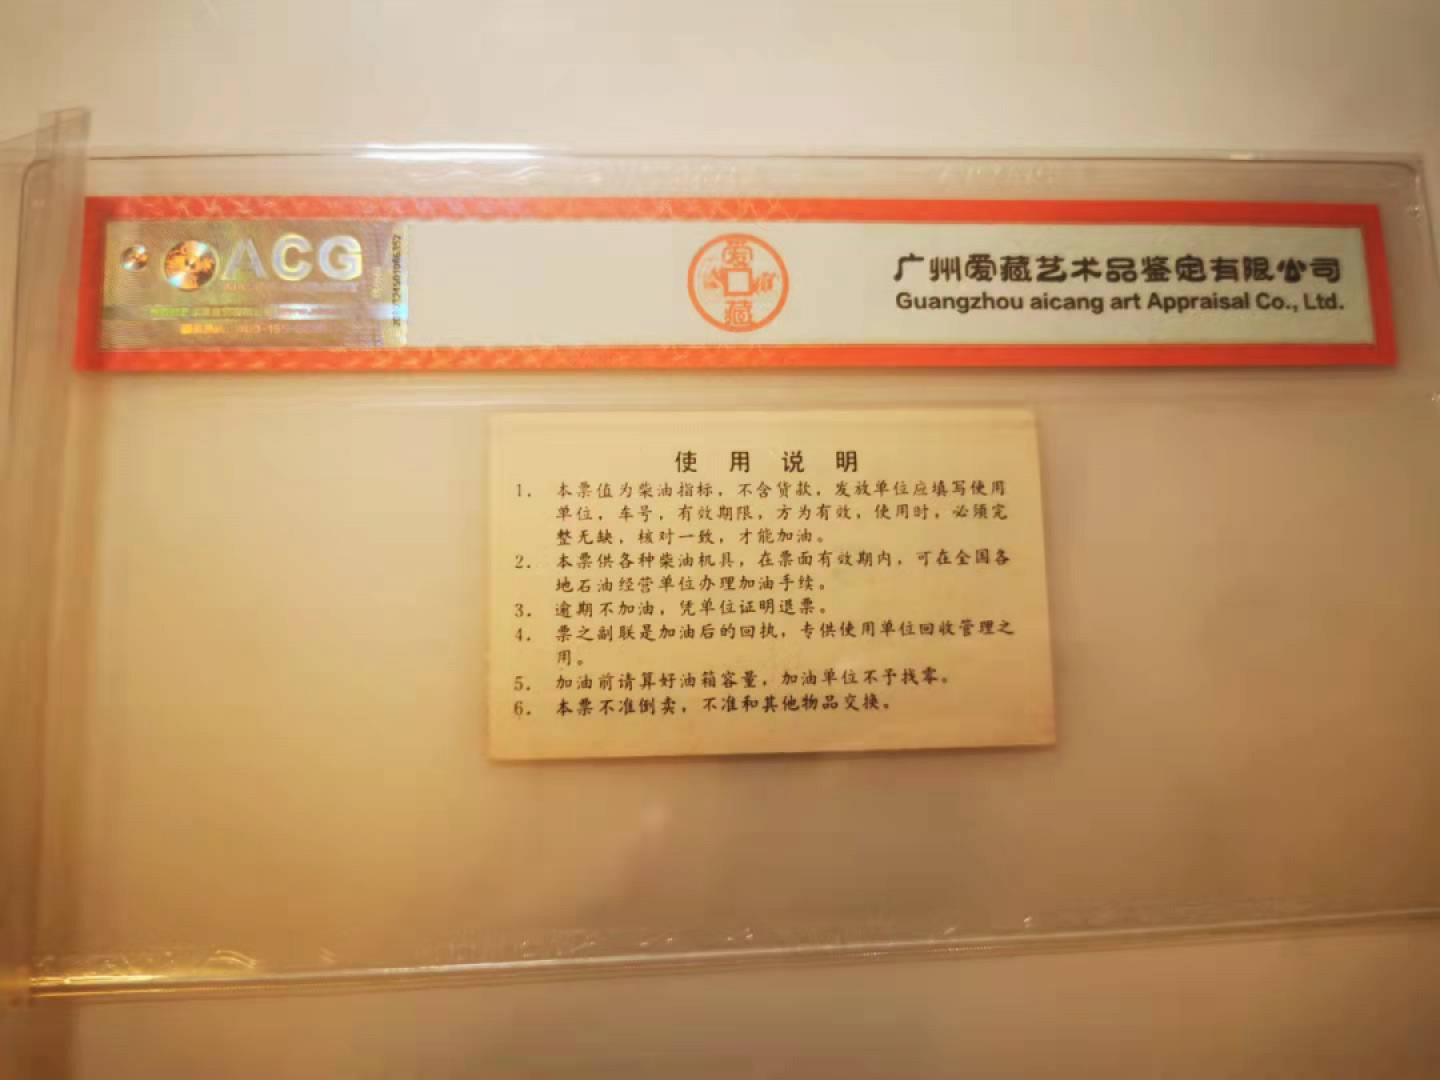 ACG
爱藏
广州爱藏艺术品鉴定有限公司
Guangzhou aicang art Appraisal Co., Ltd.
使用说明
1. 本票值为柴油指标，不含货款，发放单位应填写使用
单位，车号，有效期限，方为有效，使用时，必须完
整无缺，核对一致，才能加油。
2. 本票供各种柴油机具，在票面有效期内，可在全国各
地石油经营单位办理加油手续。
3. 逾期不加油，凭单位证明退票。
4. 票之副联是加油后的回执，专供使用单位回收管理之
用。
5. 加油前请算好油箱容量，加油单位不予找零。
6. 本票不准倒卖，不准和其他物品交换。